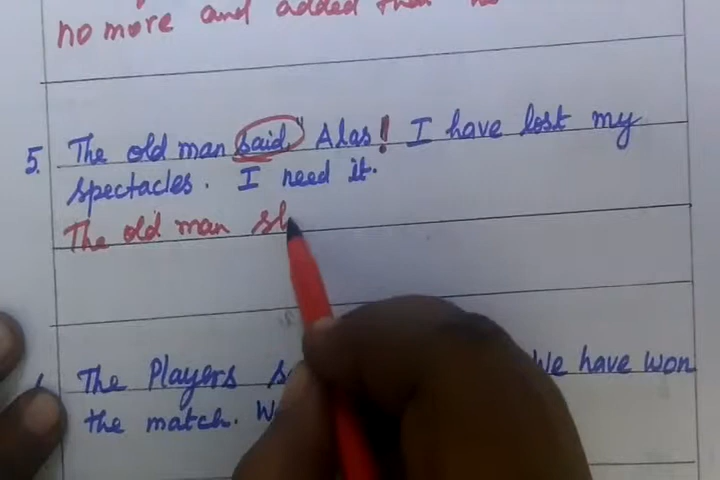 no more and added that he
5. The old man said, "Alas! I have lost my
spectacles. I need it.
The old man sh
The Players We have won
the match. W